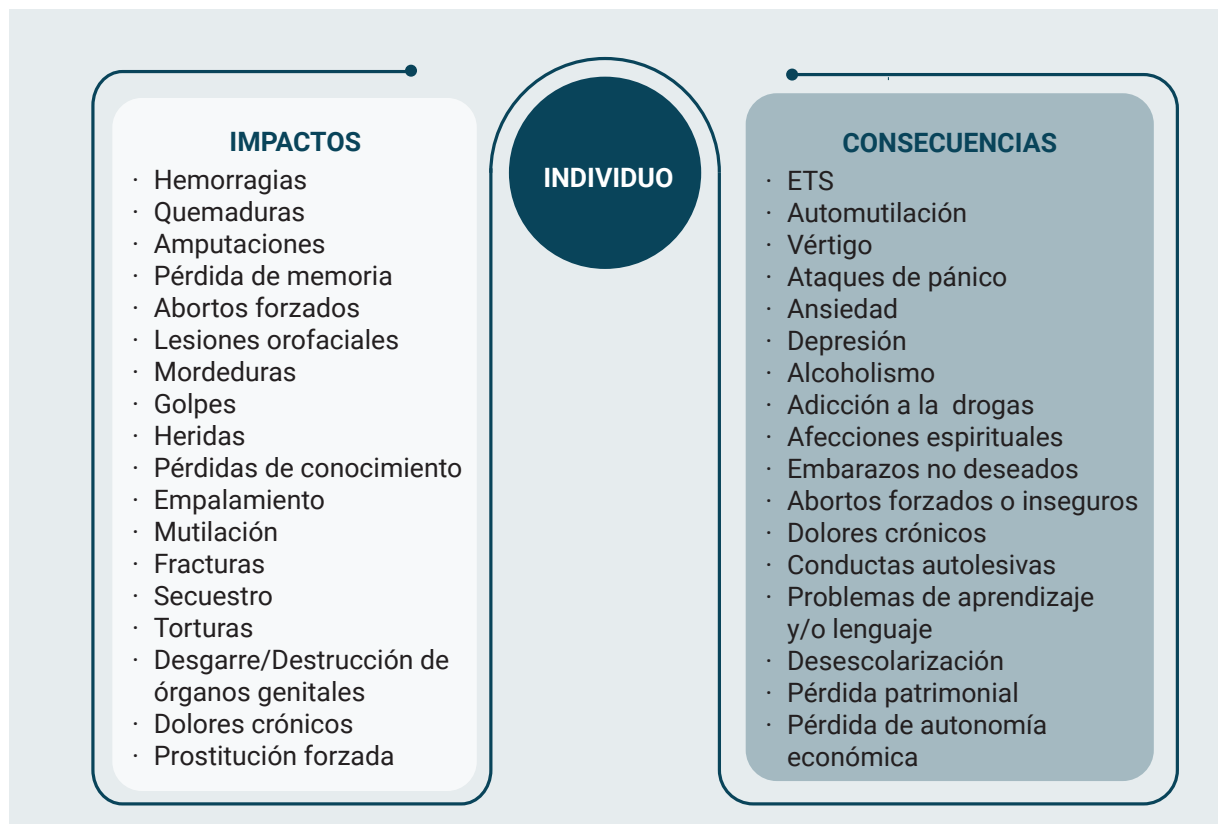 IMPACTOS
· Hemorragias
· Quemaduras
· Amputaciones
· Pérdida de memoria
· Abortos forzados
· Lesiones orofaciales
· Mordeduras
· Golpes
· Heridas
· Pérdidas de conocimiento
· Empalamiento
· Mutilación
· Fracturas
· Secuestro
· Torturas
· Desgarre/Destrucción de
órganos genitales
· Dolores crónicos
· Prostitución forzada
INDIVIDUO
CONSECUENCIAS
· ETS
· Automutilación
· Vértigo
· Ataques de pánico
· Ansiedad
· Depresión
· Alcoholismo
· Adicción a la  drogas
· Afecciones espirituales
· Embarazos no deseados
· Abortos forzados o inseguros
· Dolores crónicos
· Conductas autolesivas
· Problemas de aprendizaje
y/o lenguaje
· Desescolarización
· Pérdida patrimonial
· Pérdida de autonomía
económica